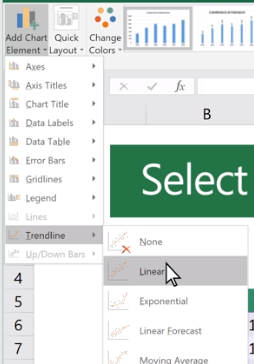 Add Chart Element
Quick Layout
Change Colors
Axes
Axis Titles
Chart Title
Data Labels
Data Table
Error Bars
Gridlines
Legend
Lines
Trendline
Up/Down Bars
fx
B
Select
None
Linear
Exponential
Linear Forecast
Moving Average
4
5
6
7